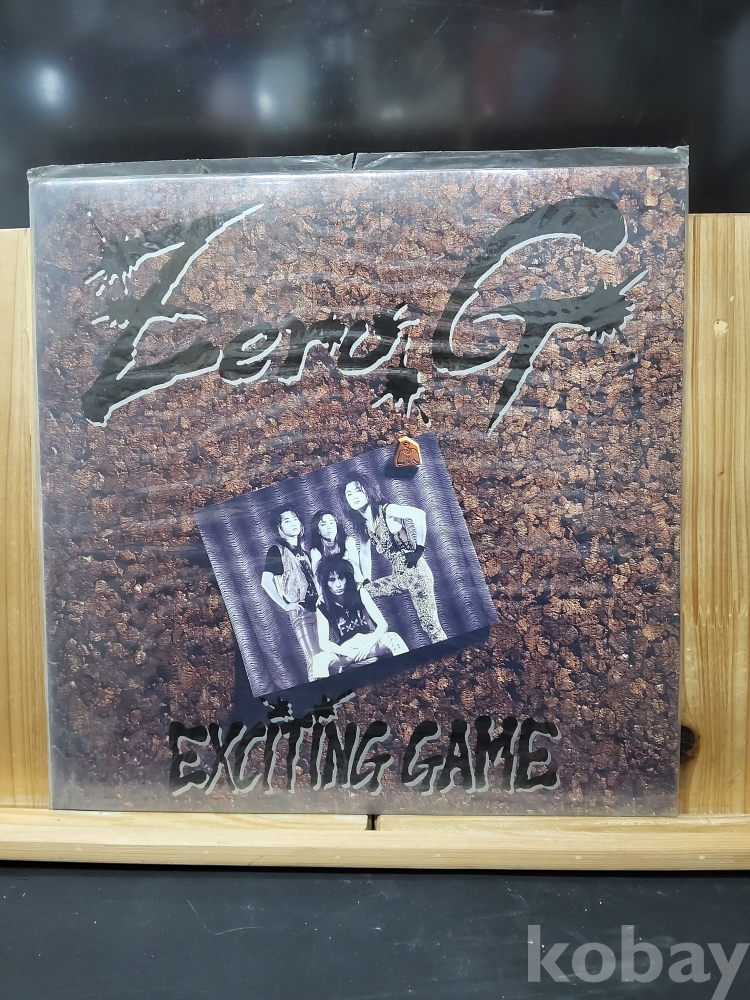 Zero, G
EXCITING GAME
kobay